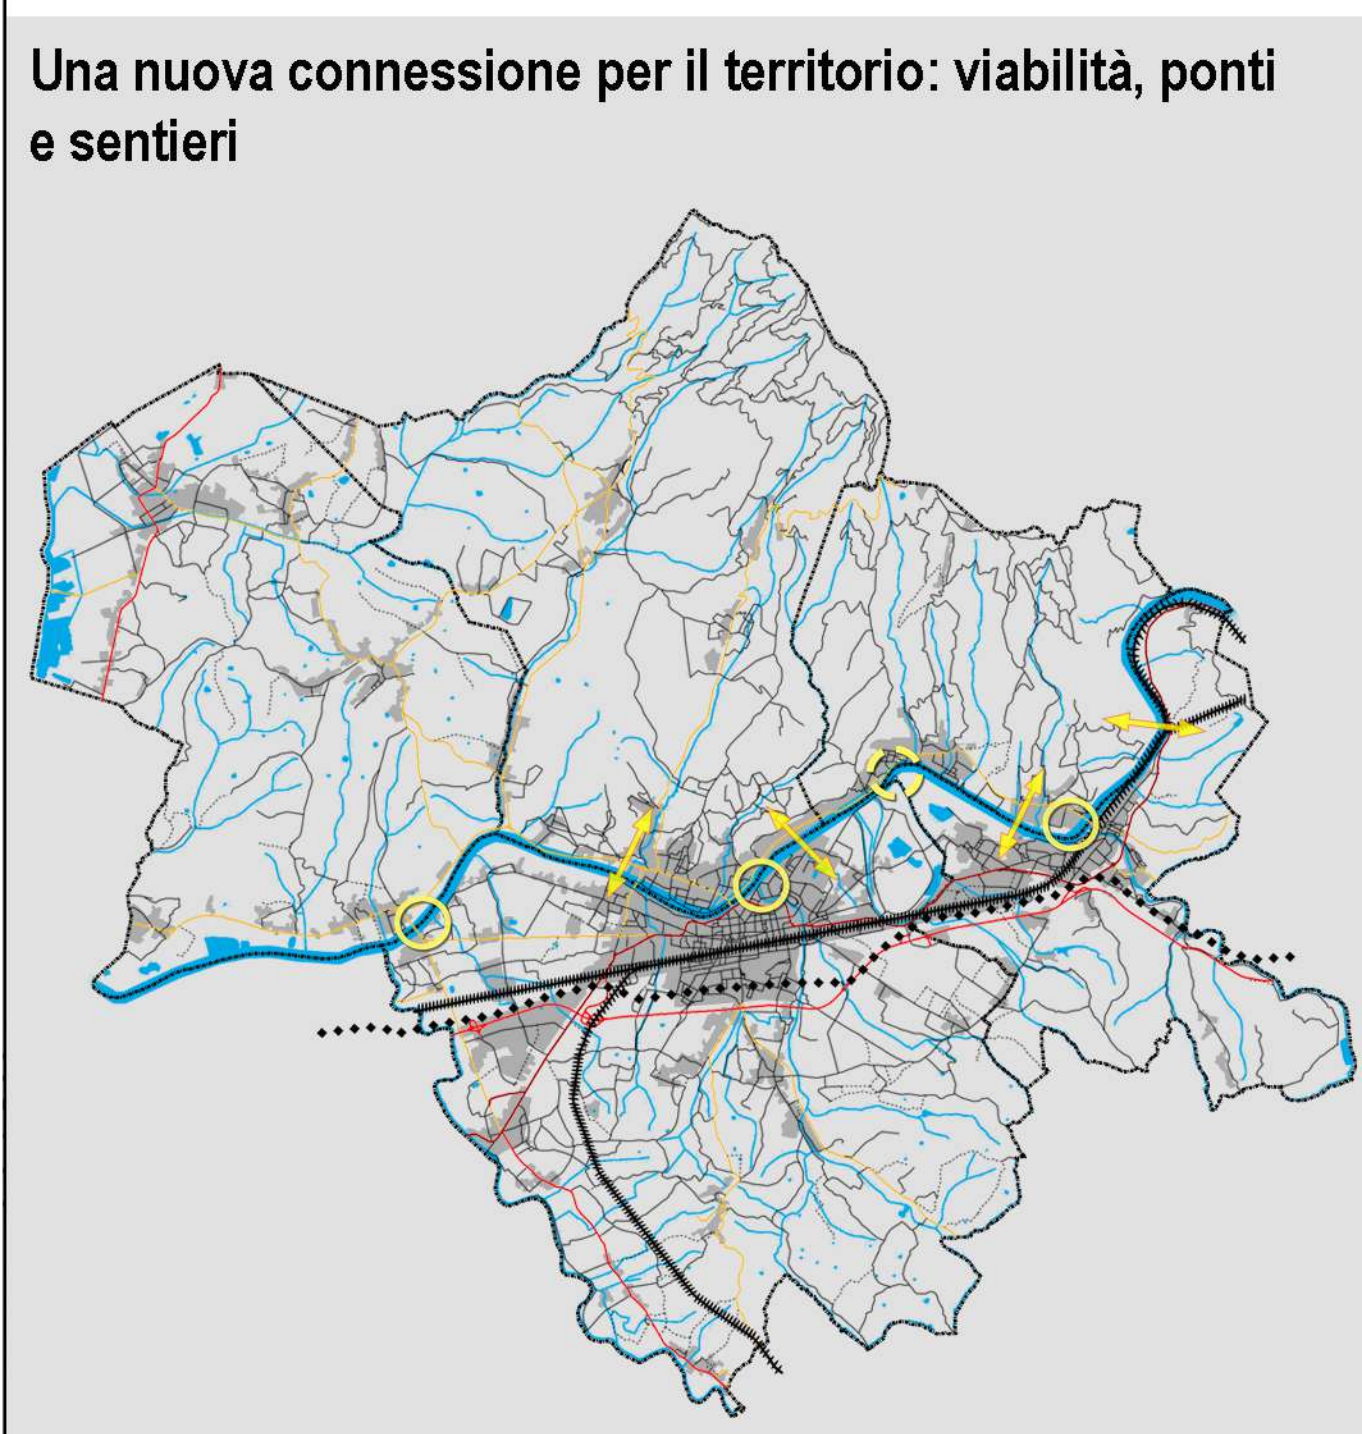 Una nuova connessione per il territorio: viabilità, ponti
e sentieri